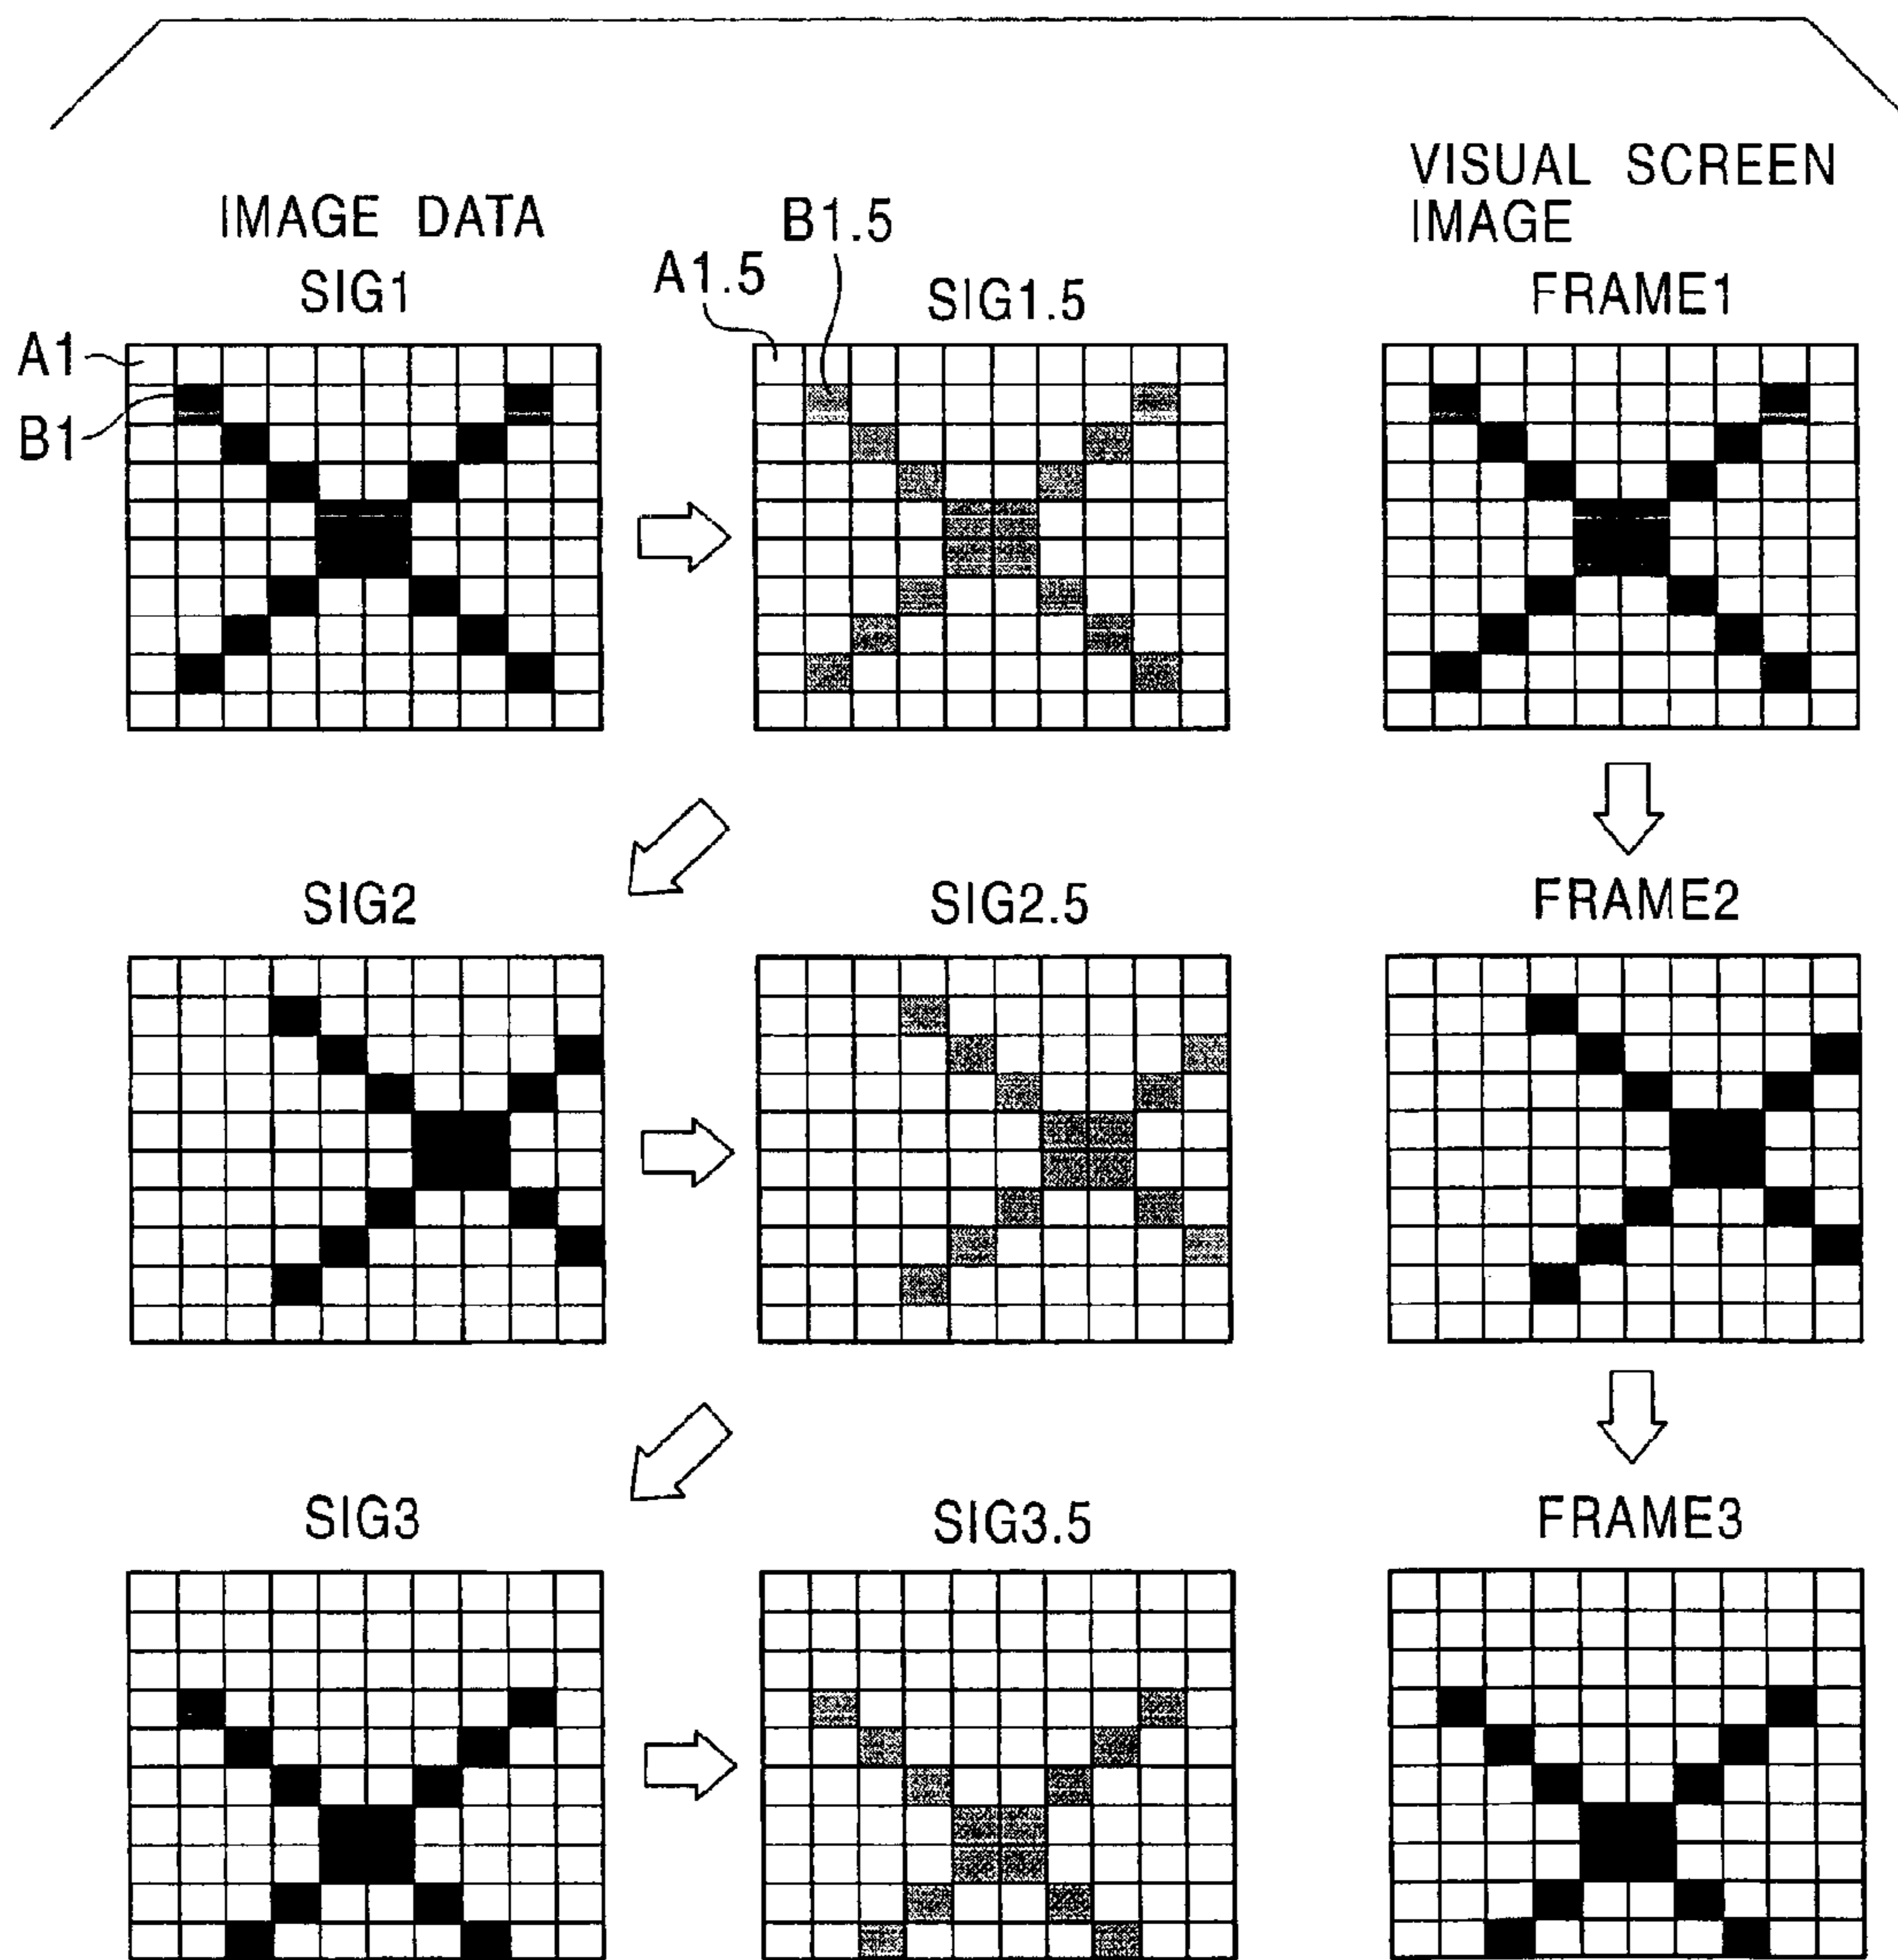 IMAGE DATA
SIG1
A1
B1
A1.5
B1.5
SIG1.5
VISUAL SCREEN
IMAGE
FRAME1
SIG2
SIG2.5
FRAME2
SIG3
SIG3.5
FRAME3